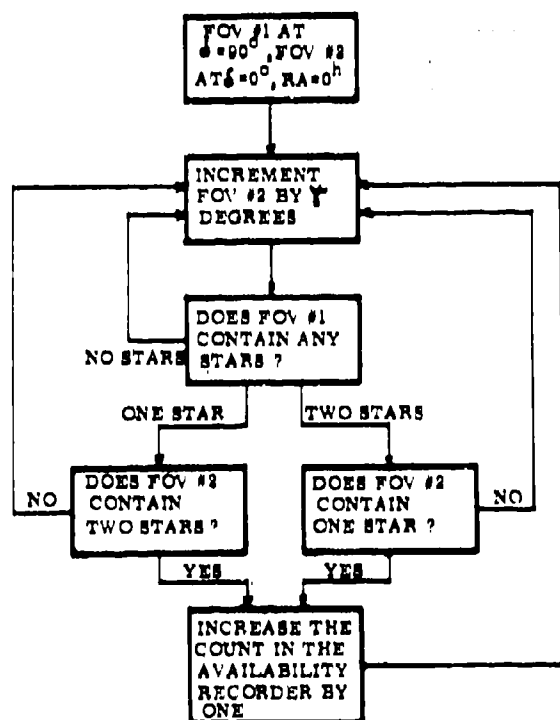 FOV #1 AT
δ=90°, FOV #2
AT δ=0°, RA=0h
INCREMENT
FOV #2 BY γ
DEGREES
DOES FOV #1
CONTAIN ANY
STARS ?
NO STARS
ONE STAR
TWO STARS
DOES FOV #2
CONTAIN
TWO STARS ?
NO
DOES FOV #2
CONTAIN
ONE STAR ?
NO
YES
YES
INCREASE THE
COUNT IN THE
AVAILABILITY
RECORDER BY
ONE